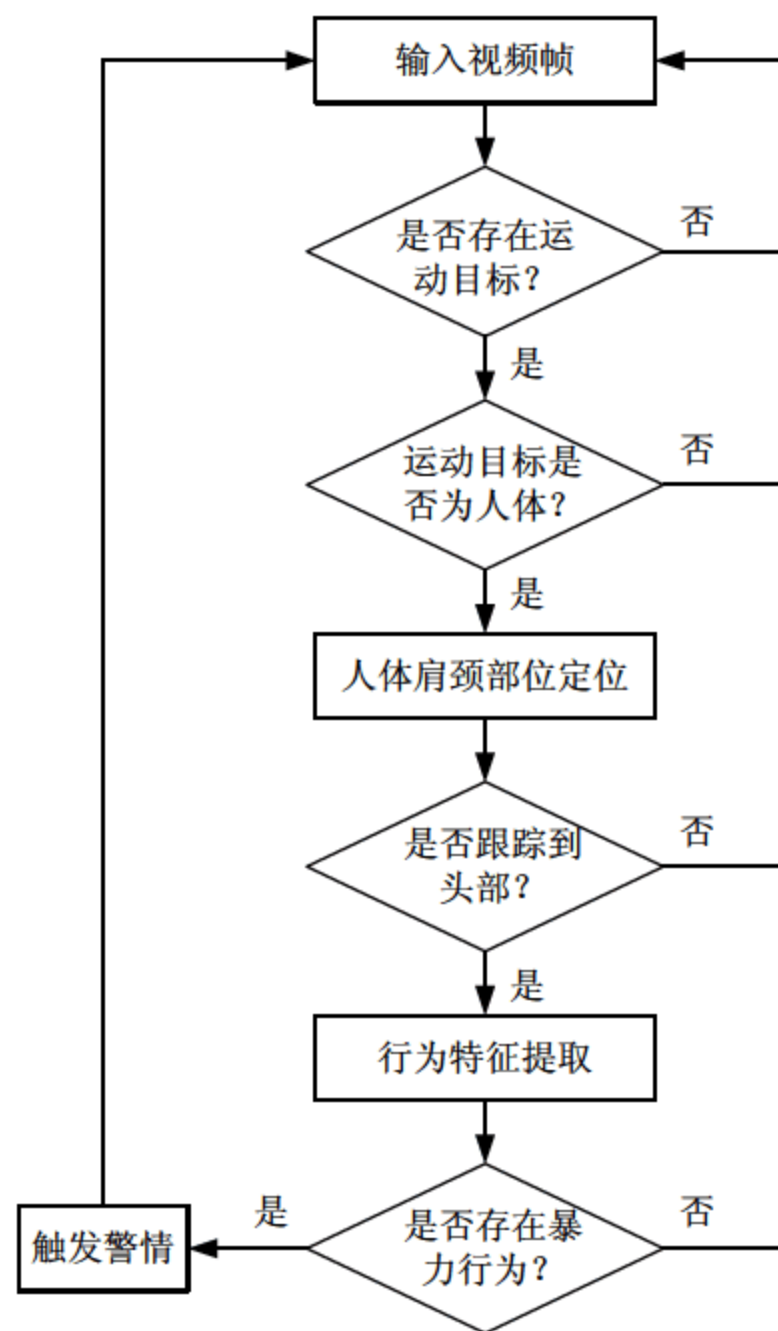 输入视频帧
是否存在运
动目标？
否
是
运动目标是
否为人体？
否
是
人体肩颈部位定位
是否跟踪到
头部？
否
是
行为特征提取
是否存在暴
力行为？
是
否
触发警情